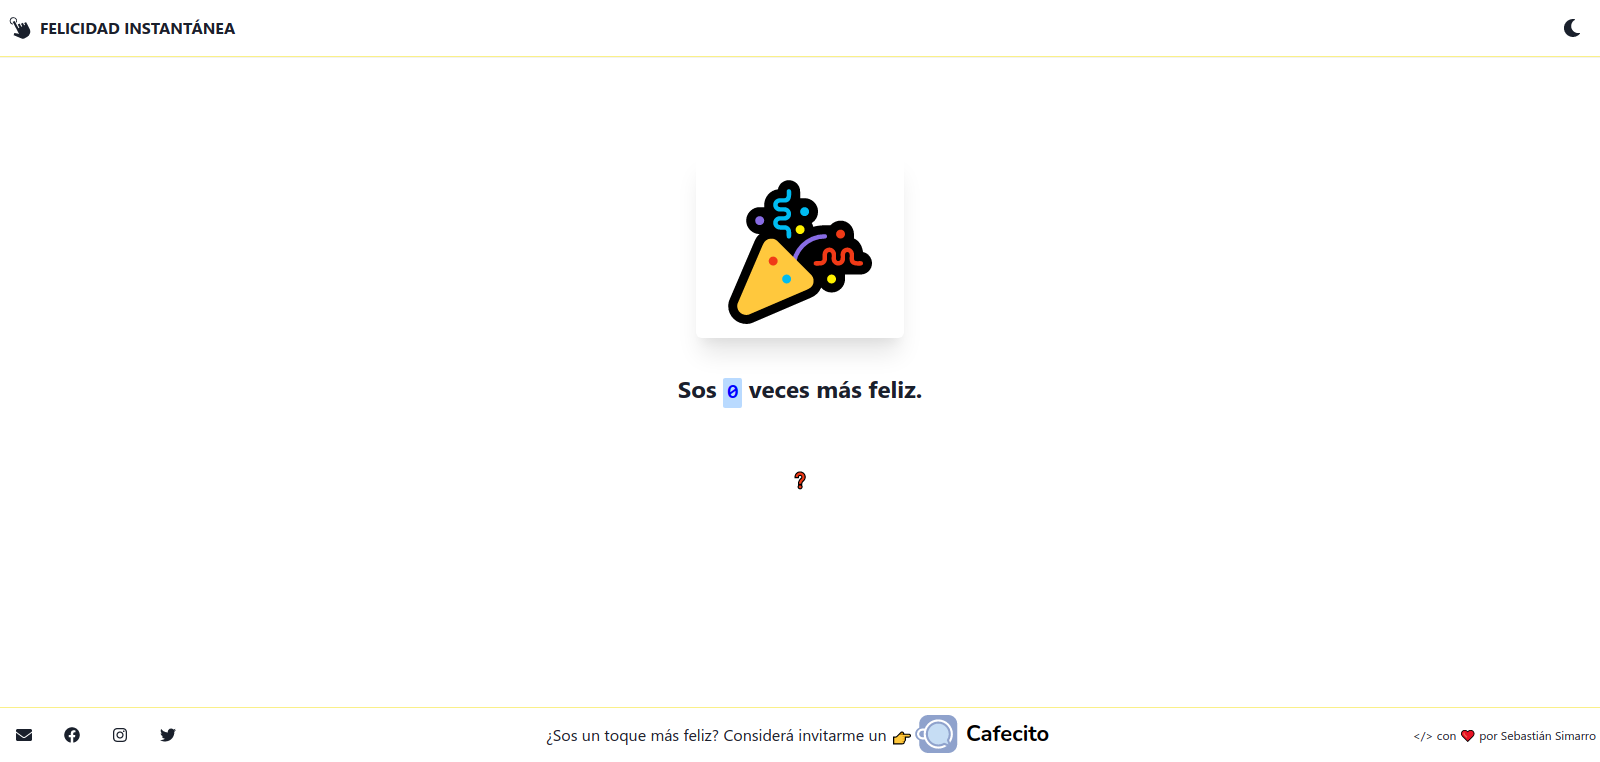 FELICIDAD INSTANTÁNEA
Sos 0 veces más feliz.
❓
¿Sos un toque más feliz? Considerá invitarme un 👉 Cafecito
</> con ❤️ por Sebastián Simarro